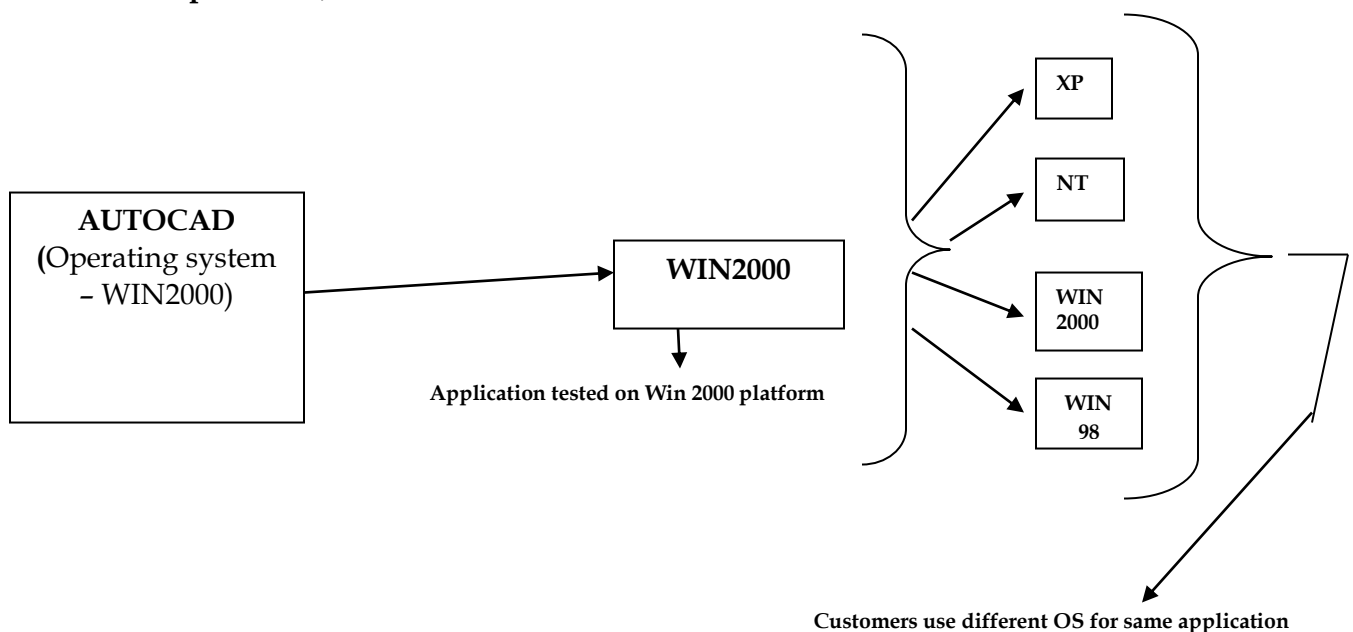 AUTOCAD
(Operating system
– WIN2000)
WIN2000
Application tested on Win 2000 platform
XP
NT
WIN
2000
WIN
98
Customers use different OS for same application